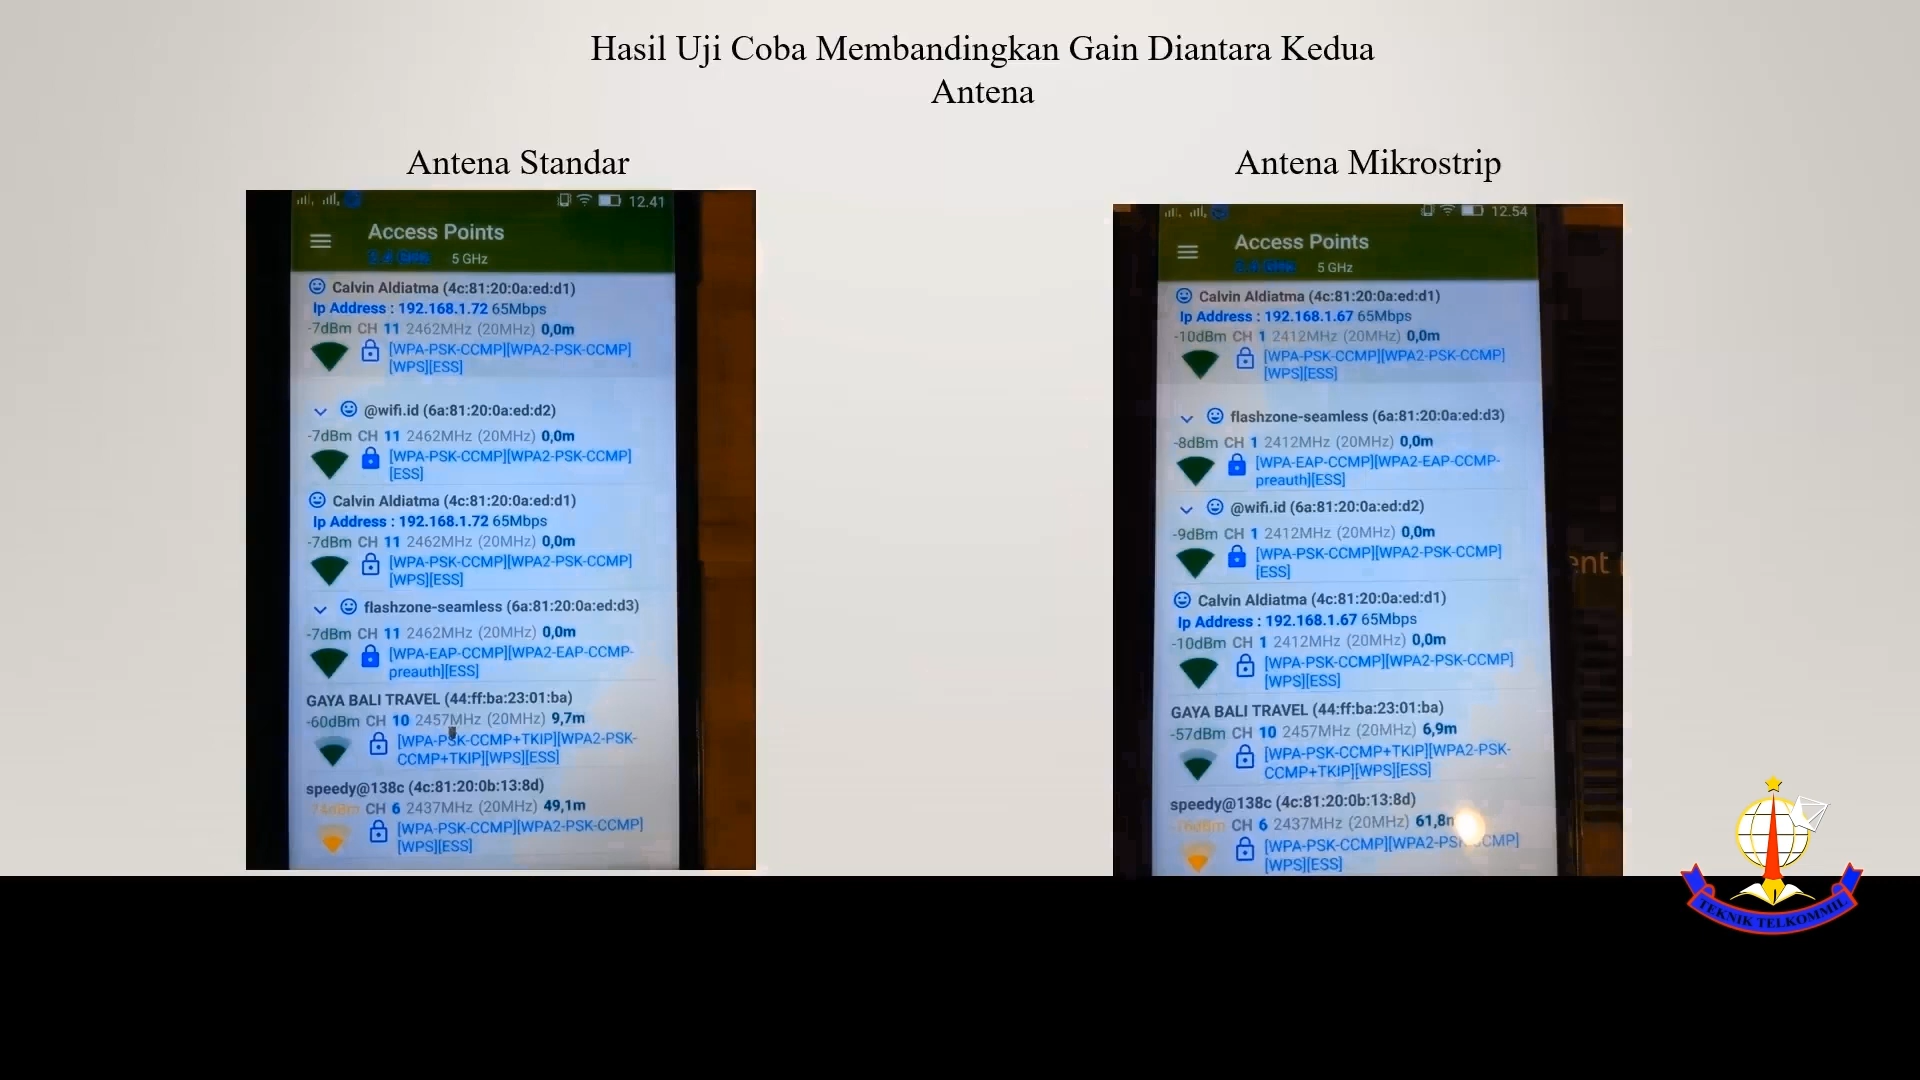 Hasil Uji Coba Membandingkan Gain Diantara Kedua
Antena
Antena Standar
12.41
Access Points
2.4 GHz 5 GHz
Calvin Aldiatma (4c:81:20:0a:ed:d1)
Ip Address : 192.168.1.72 65Mbps
-7dBm CH 11 2462MHz (20MHz) 0,0m
[WPA-PSK-CCMP][WPA2-PSK-CCMP]
[WPS][ESS]
@wifi.id (6a:81:20:0a:ed:d2)
-7dBm CH 11 2462MHz (20MHz) 0,0m
[WPA-PSK-CCMP][WPA2-PSK-CCMP]
[ESS]
Calvin Aldiatma (4c:81:20:0a:ed:d1)
Ip Address : 192.168.1.72 65Mbps
-7dBm CH 11 2462MHz (20MHz) 0,0m
[WPA-PSK-CCMP][WPA2-PSK-CCMP]
[WPS][ESS]
flashzone-seamless (6a:81:20:0a:ed:d3)
-7dBm CH 11 2462MHz (20MHz) 0,0m
[WPA-EAP-CCMP][WPA2-EAP-CCMP-
preauth][ESS]
GAYA BALI TRAVEL (44:ff:ba:23:01:ba)
-60dBm CH 10 2457MHz (20MHz) 9,7m
[WPA-PSK-CCMP+TKIP][WPA2-PSK-
CCMP+TKIP][WPS][ESS]
speedy@138c (4c:81:20:0b:13:8d)
-74dBm CH 6 2437MHz (20MHz) 49,1m
[WPA-PSK-CCMP][WPA2-PSK-CCMP]
[WPS][ESS]
Antena Mikrostrip
12.54
Access Points
2.4 GHz 5 GHz
Calvin Aldiatma (4c:81:20:0a:ed:d1)
Ip Address : 192.168.1.67 65Mbps
-10dBm CH 1 2412MHz (20MHz) 0,0m
[WPA-PSK-CCMP][WPA2-PSK-CCMP]
[WPS][ESS]
flashzone-seamless (6a:81:20:0a:ed:d3)
-8dBm CH 1 2412MHz (20MHz) 0,0m
[WPA-EAP-CCMP][WPA2-EAP-CCMP-
preauth][ESS]
@wifi.id (6a:81:20:0a:ed:d2)
-9dBm CH 1 2412MHz (20MHz) 0,0m
[WPA-PSK-CCMP][WPA2-PSK-CCMP]
[ESS]
Calvin Aldiatma (4c:81:20:0a:ed:d1)
Ip Address : 192.168.1.67 65Mbps
-10dBm CH 1 2412MHz (20MHz) 0,0m
[WPA-PSK-CCMP][WPA2-PSK-CCMP]
[WPS][ESS]
GAYA BALI TRAVEL (44:ff:ba:23:01:ba)
-57dBm CH 10 2457MHz (20MHz) 6,9m
[WPA-PSK-CCMP+TKIP][WPA2-PSK-
CCMP+TKIP][WPS][ESS]
speedy@138c (4c:81:20:0b:13:8d)
-76dBm CH 6 2437MHz (20MHz) 61,8m
[WPS][ESS]
ent
TEKNIK TELKOMMIL